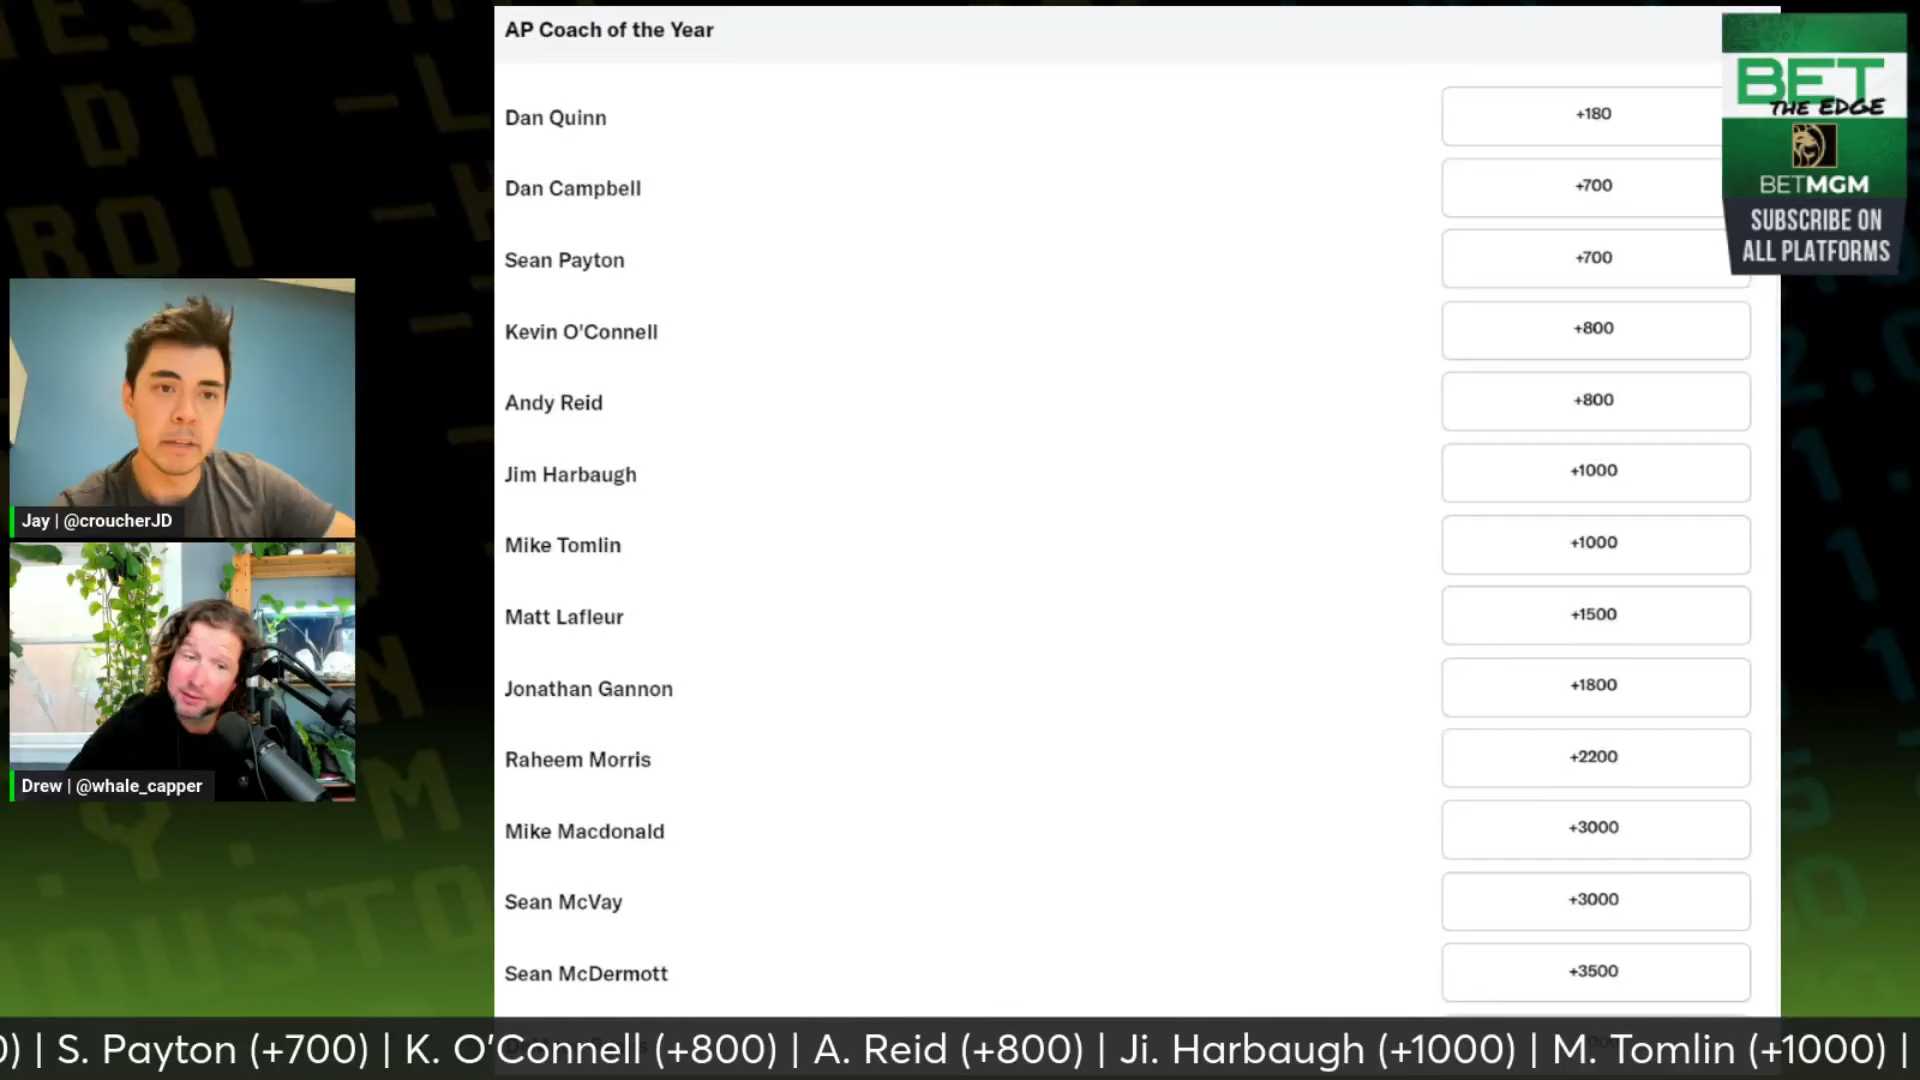 AP Coach of the Year
Dan Quinn +180
Dan Campbell +700
Sean Payton +700
Kevin O'Connell +800
Andy Reid +800
Jim Harbaugh +1000
Mike Tomlin +1000
Matt Lafleur +1500
Jonathan Gannon +1800
Raheem Morris +2200
Mike Macdonald +3000
Sean McVay +3000
Sean McDermott +3500
BET
THE EDGE
BETMGM
SUBSCRIBE ON
ALL PLATFORMS
Jay | @croucherJD
Drew | @whale_capper
0) | S. Payton (+700) | K. O'Connell (+800) | A. Reid (+800) | Ji. Harbaugh (+1000) | M. Tomlin (+1000) |